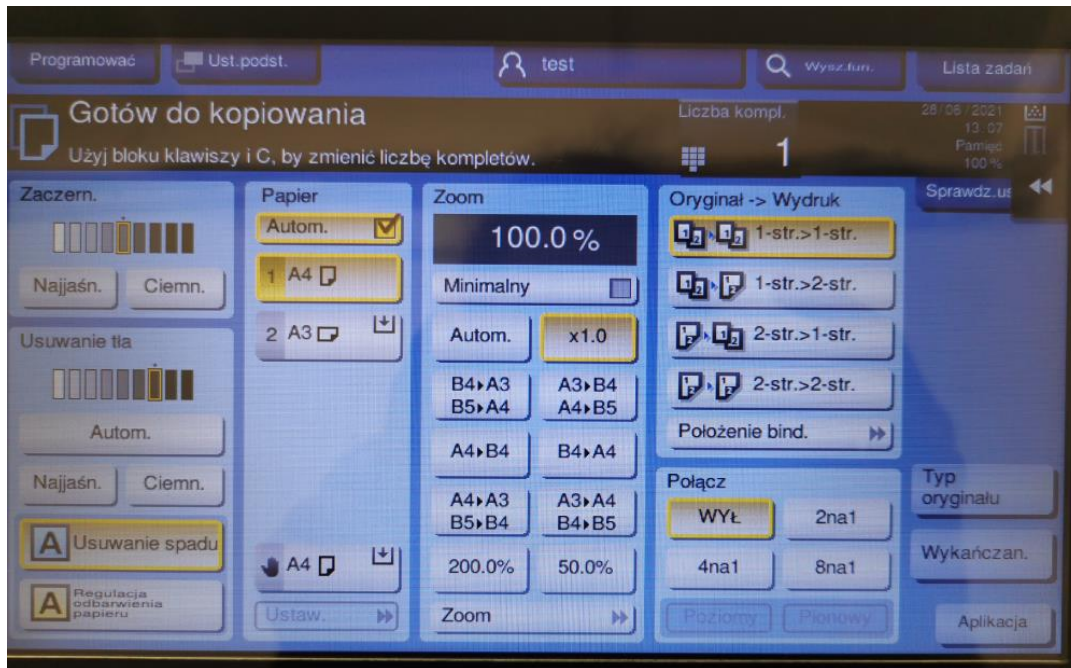 Programować
Ust.podst.
test
Wysz.fun.
Lista zadań
Gotów do kopiowania
Użyj bloku klawiszy i C, by zmienić liczbę kompletów.
Liczba kompl.
1
28/06/2021
13:07
Pamięć
100 %
Sprawdz.us
Zaczern.
Najjaśn.
Ciemn.
Usuwanie tła
Autom.
Najjaśn.
Ciemn.
A Usuwanie spadu
A Regulacja
odbarwienia
papieru
Papier
Autom.
1 A4
2 A3
A4
Ustaw.
Zoom
100.0 %
Minimalny
Autom.
x1.0
B4▸A3
B5▸A4
A3▸B4
A4▸B5
A4▸B4
B4▸A4
A4▸A3
B5▸B4
A3▸A4
B4▸B5
200.0%
50.0%
Zoom
Oryginał -> Wydruk
1-str.>1-str.
1-str.>2-str.
2-str.>1-str.
2-str.>2-str.
Położenie bind.
Połącz
WYŁ
2na1
4na1
8na1
Poziomy
Pionowy
Typ
oryginału
Wykańczan.
Aplikacja